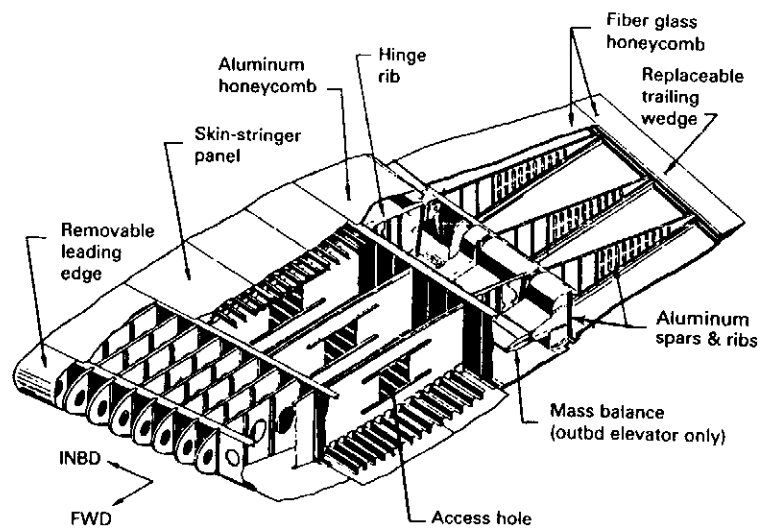 Fiber glass
honeycomb
Hinge
rib
Replaceable
trailing
wedge
Aluminum
honeycomb
Skin-stringer
panel
Removable
leading
edge
Aluminum
spars & ribs
Mass balance
(outbd elevator only)
INBD
FWD
Access hole